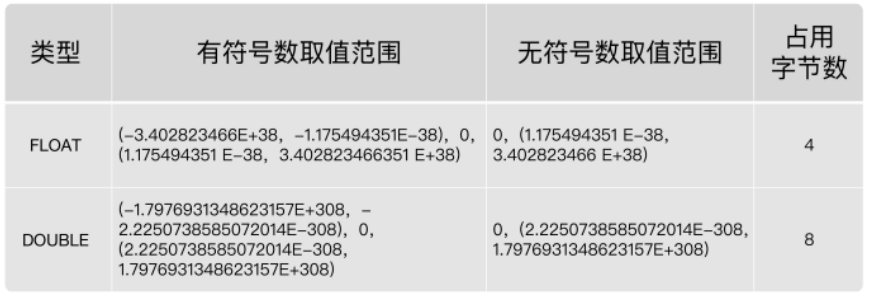 类型
有符号数取值范围
无符号数取值范围
占用
字节数
FLOAT
(-3.402823466E+38，-1.175494351E-38)，0，
(1.175494351 E-38，3.402823466351 E+38)
0，(1.175494351 E-38，
3.402823466 E+38)
4
DOUBLE
(-1.7976931348623157E+308，-
2.2250738585072014E-308)，0，
(2.2250738585072014E-308，
1.7976931348623157E+308)
0，(2.2250738585072014E-308，
1.7976931348623157E+308)
8